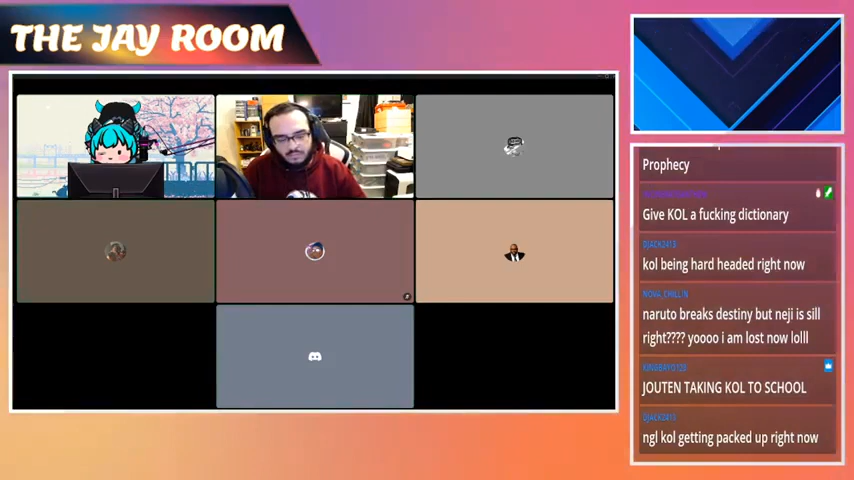 THE JAY ROOM
Prophecy
Give KOL a fucking dictionary
DJACK2415
kol being hard headed right now
NOVA_CHILLIN
naruto breaks destiny but neji is sill
right???? yoooo i am lost now lolll
KINGBAYO120
JOUTEN TAKING KOL TO SCHOOL
DJACK2415
ngl kol getting packed up right now